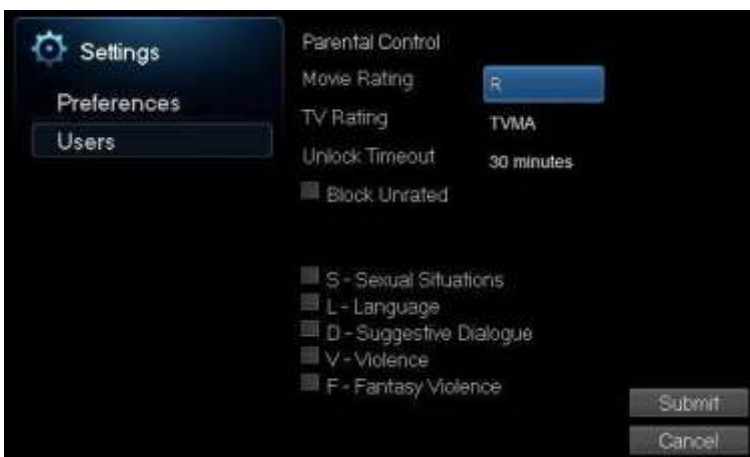 Settings
Preferences
Users
Parental Control
Movie Rating R
TV Rating TVMA
Unlock Timeout 30 minutes
Block Unrated
S - Sexual Situations
L - Language
D - Suggestive Dialogue
V - Violence
F - Fantasy Violence
Submit
Cancel